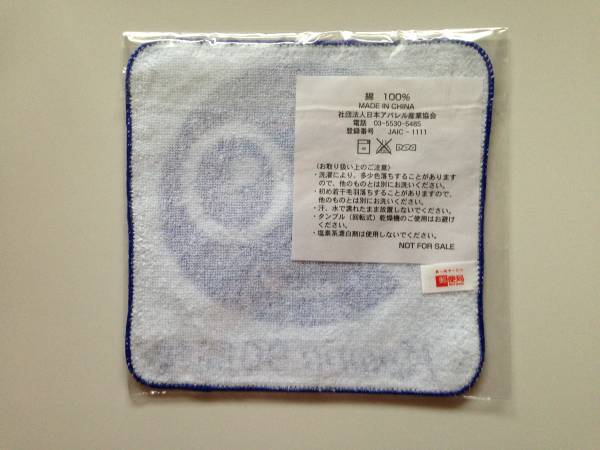 綿 100%
MADE IN CHINA
社団法人日本アパレル産業協会
電話 03-5530-5485
登録番号 JAIC-1111
〈お取り扱い上のご注意〉
・洗濯により、多少色落ちすることがあります
ので、他のものとは別にお洗いください。
・初め若干毛羽落ちすることがありますので、
他のものとは別にお洗いください。
・汗、水で濡れたまま放置しないでください。
・タンブル（回転式）乾燥機のご使用はお避け
ください。
・塩素系漂白剤は使用しないでください。
NOT FOR SALE
郵便局